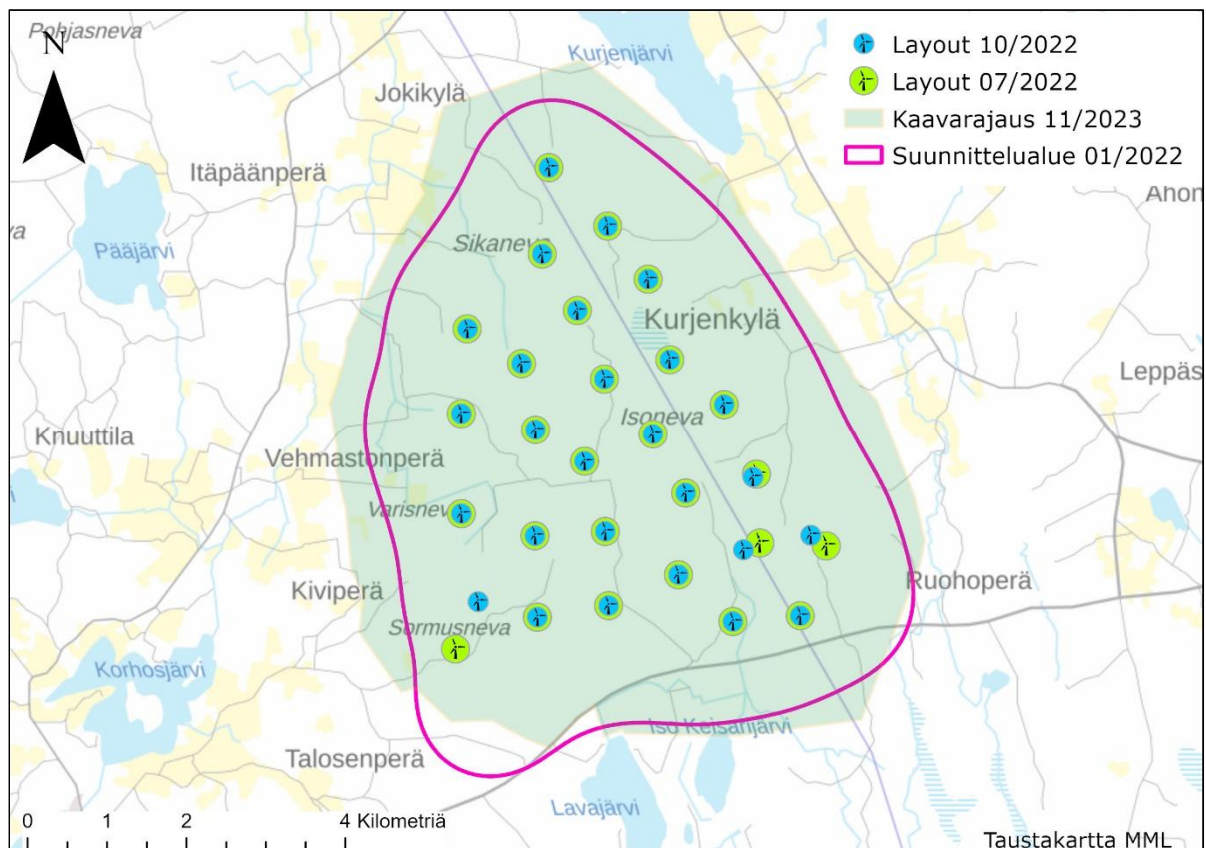 Pohjasneva
N
Kurjenjärvi
Layout 10/2022
Layout 07/2022
Kaavarajaus 11/2023
Suunnittelualue 01/2022
Jokikylä
Itäpäänperä
Ahon
va
Pääjärvi
Sikaneva
Kurjenkylä
Leppäs
Isoneva
Knuuttila
Vehmastonperä
Varisneva
Ruohoperä
Kiviperä
Sormusneva
Korhosjärvi
Iso Keisarijärvi
Talosenperä
Lavajärvi
0 1 2 4 Kilometriä
Taustakartta MML